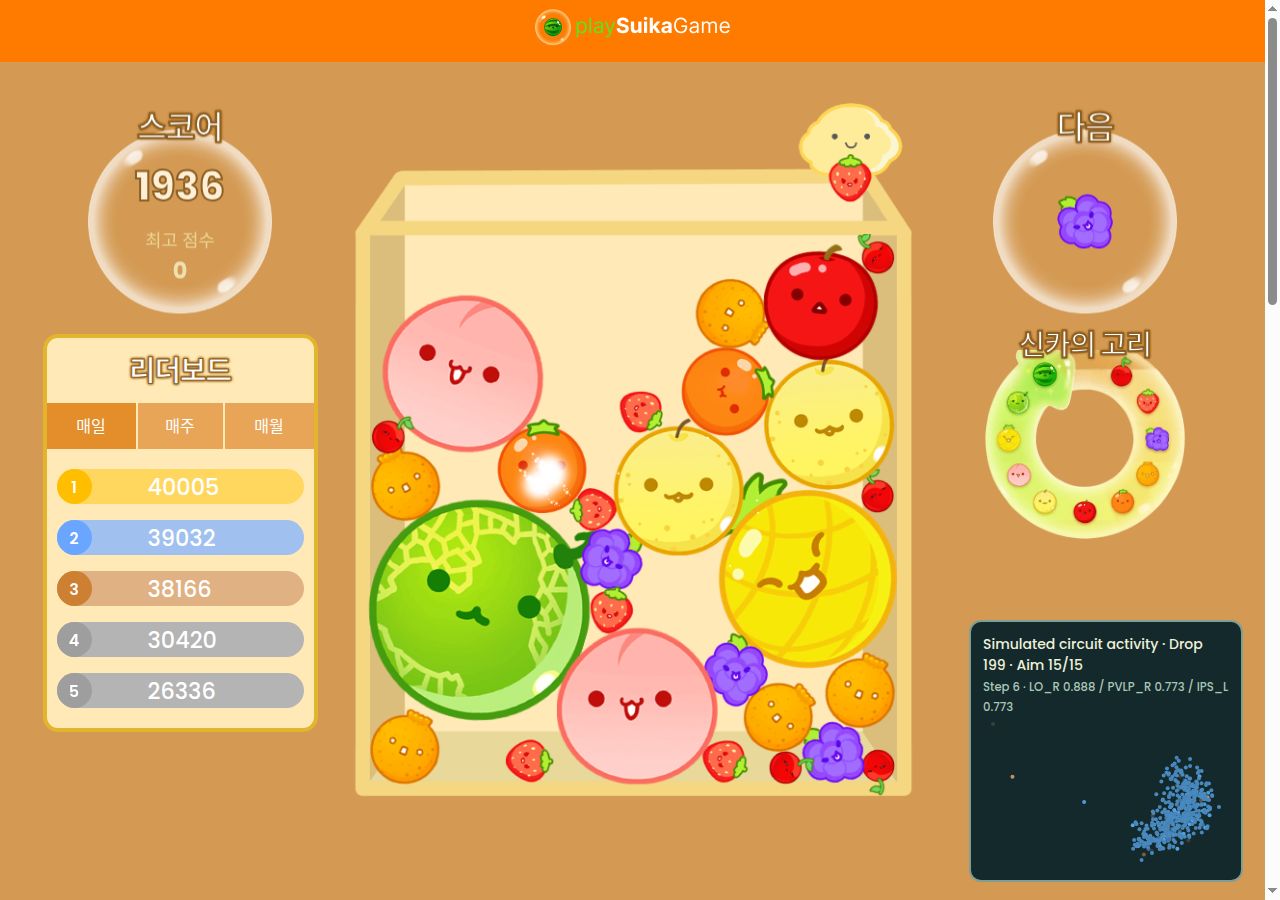 playSuikaGame
스코어
1936
최고 점수
0
리더보드
매일 매주 매월
1 40005
2 39032
3 38166
4 30420
5 26336
다음
신카의 고리
Simulated circuit activity · Drop
199 · Aim 15/15
Step 6 · LO_R 0.888 / PVLP_R 0.773 / IPS_L
0.773